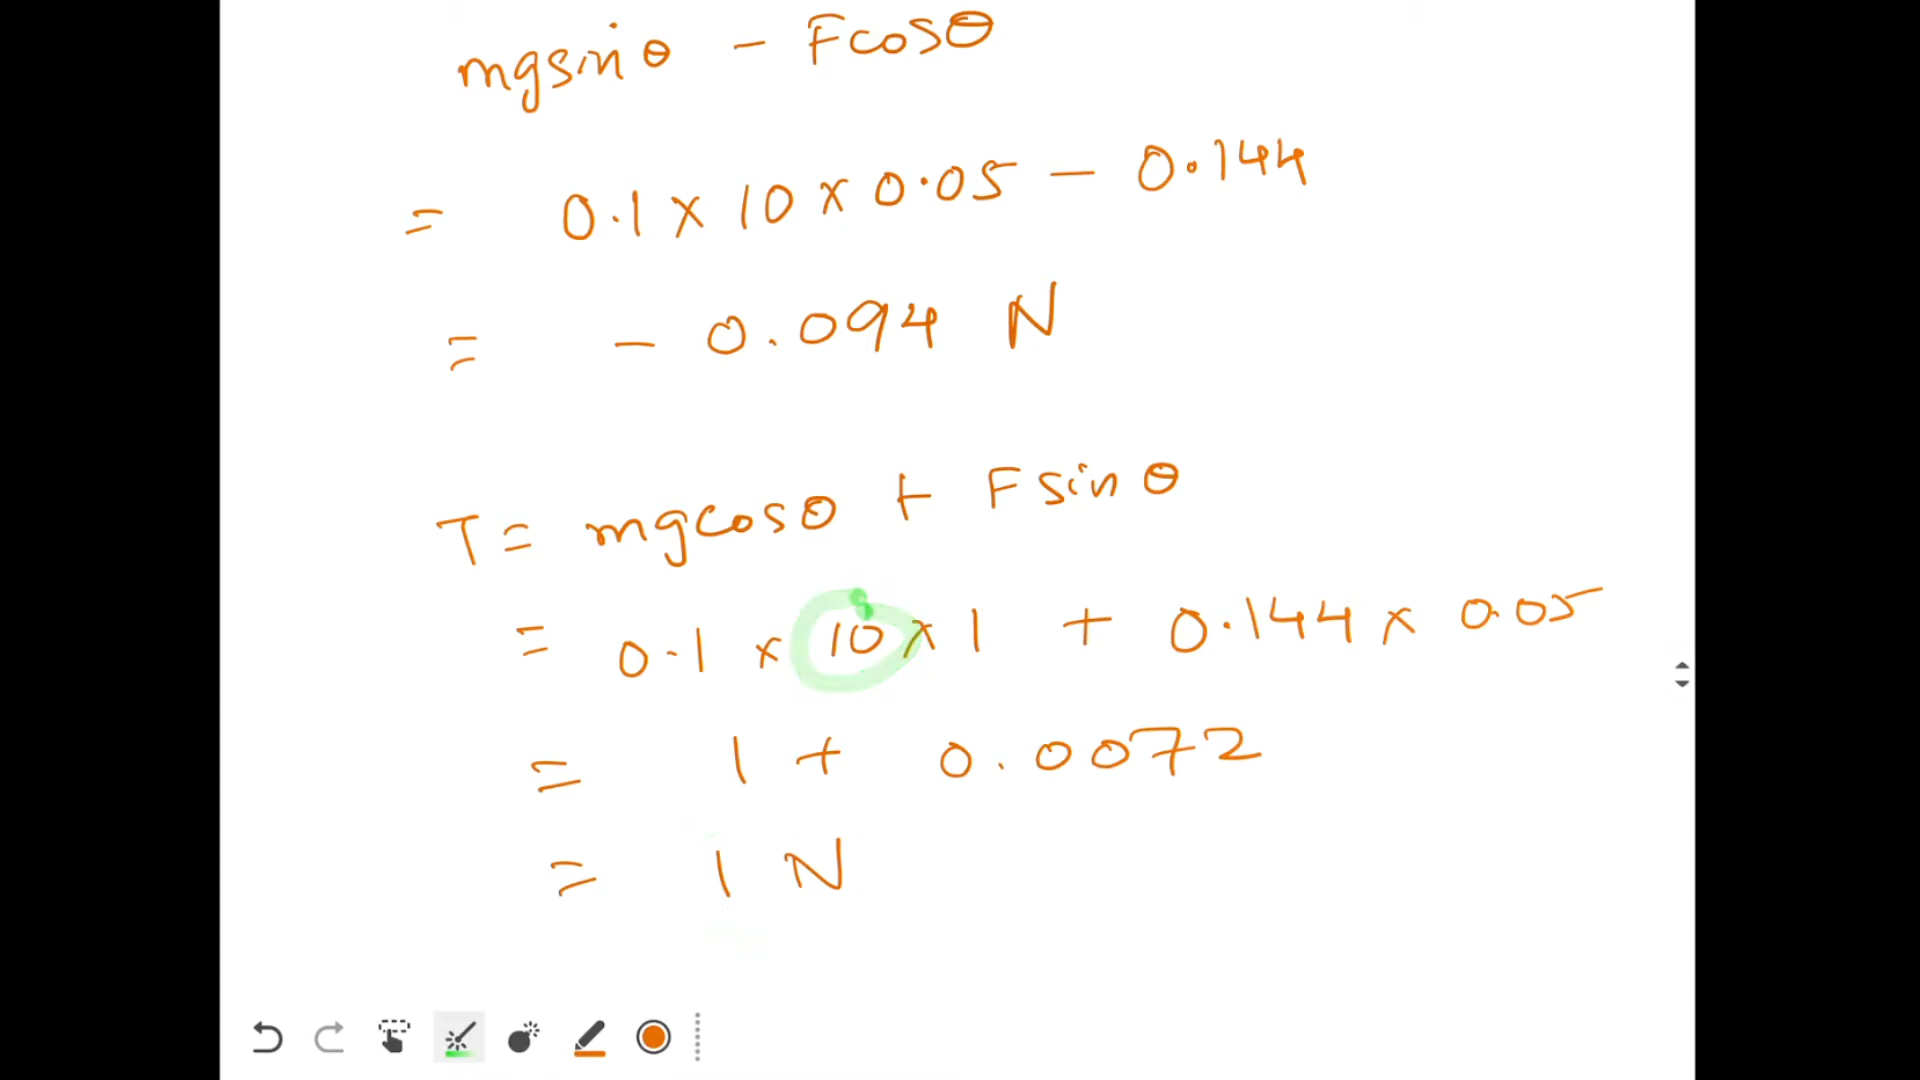 mgsinθ - Fcosθ
= 0.1 × 10 × 0.05 - 0.144
= - 0.094 N
T = mgcosθ + Fsinθ
= 0.1 × 10 × 1 + 0.144 × 0.05
= 1 + 0.0072
= 1 N